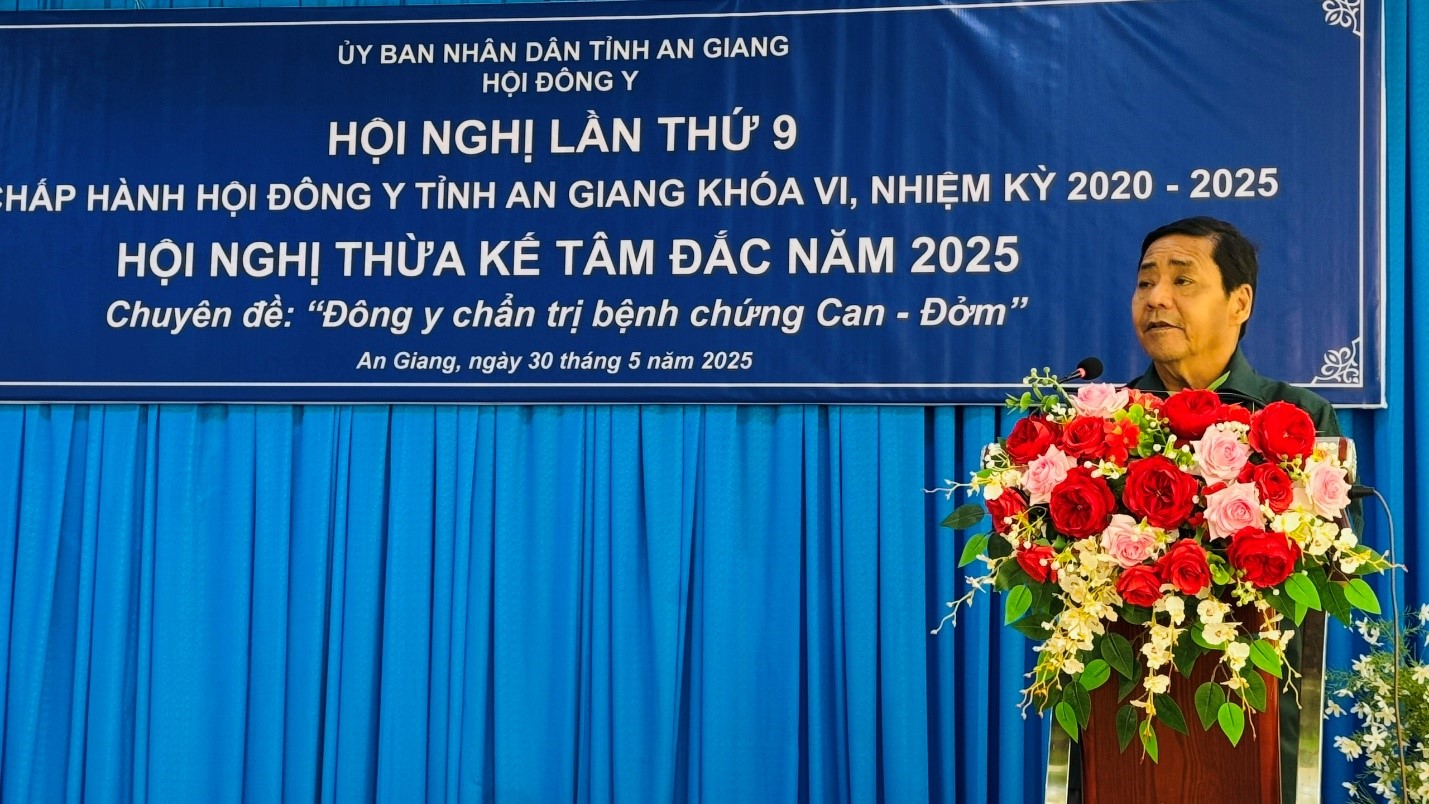 ỦY BAN NHÂN DÂN TỈNH AN GIANG
HỘI ĐÔNG Y
HỘI NGHỊ LẦN THỨ 9
CHẤP HÀNH HỘI ĐÔNG Y TỈNH AN GIANG KHÓA VI, NHIỆM KỲ 2020 - 2025
HỘI NGHỊ THỪA KẾ TÂM ĐẮC NĂM 2025
Chuyên đề: “Đông y chẩn trị bệnh chứng Can - Đởm”
An Giang, ngày 30 tháng 5 năm 2025